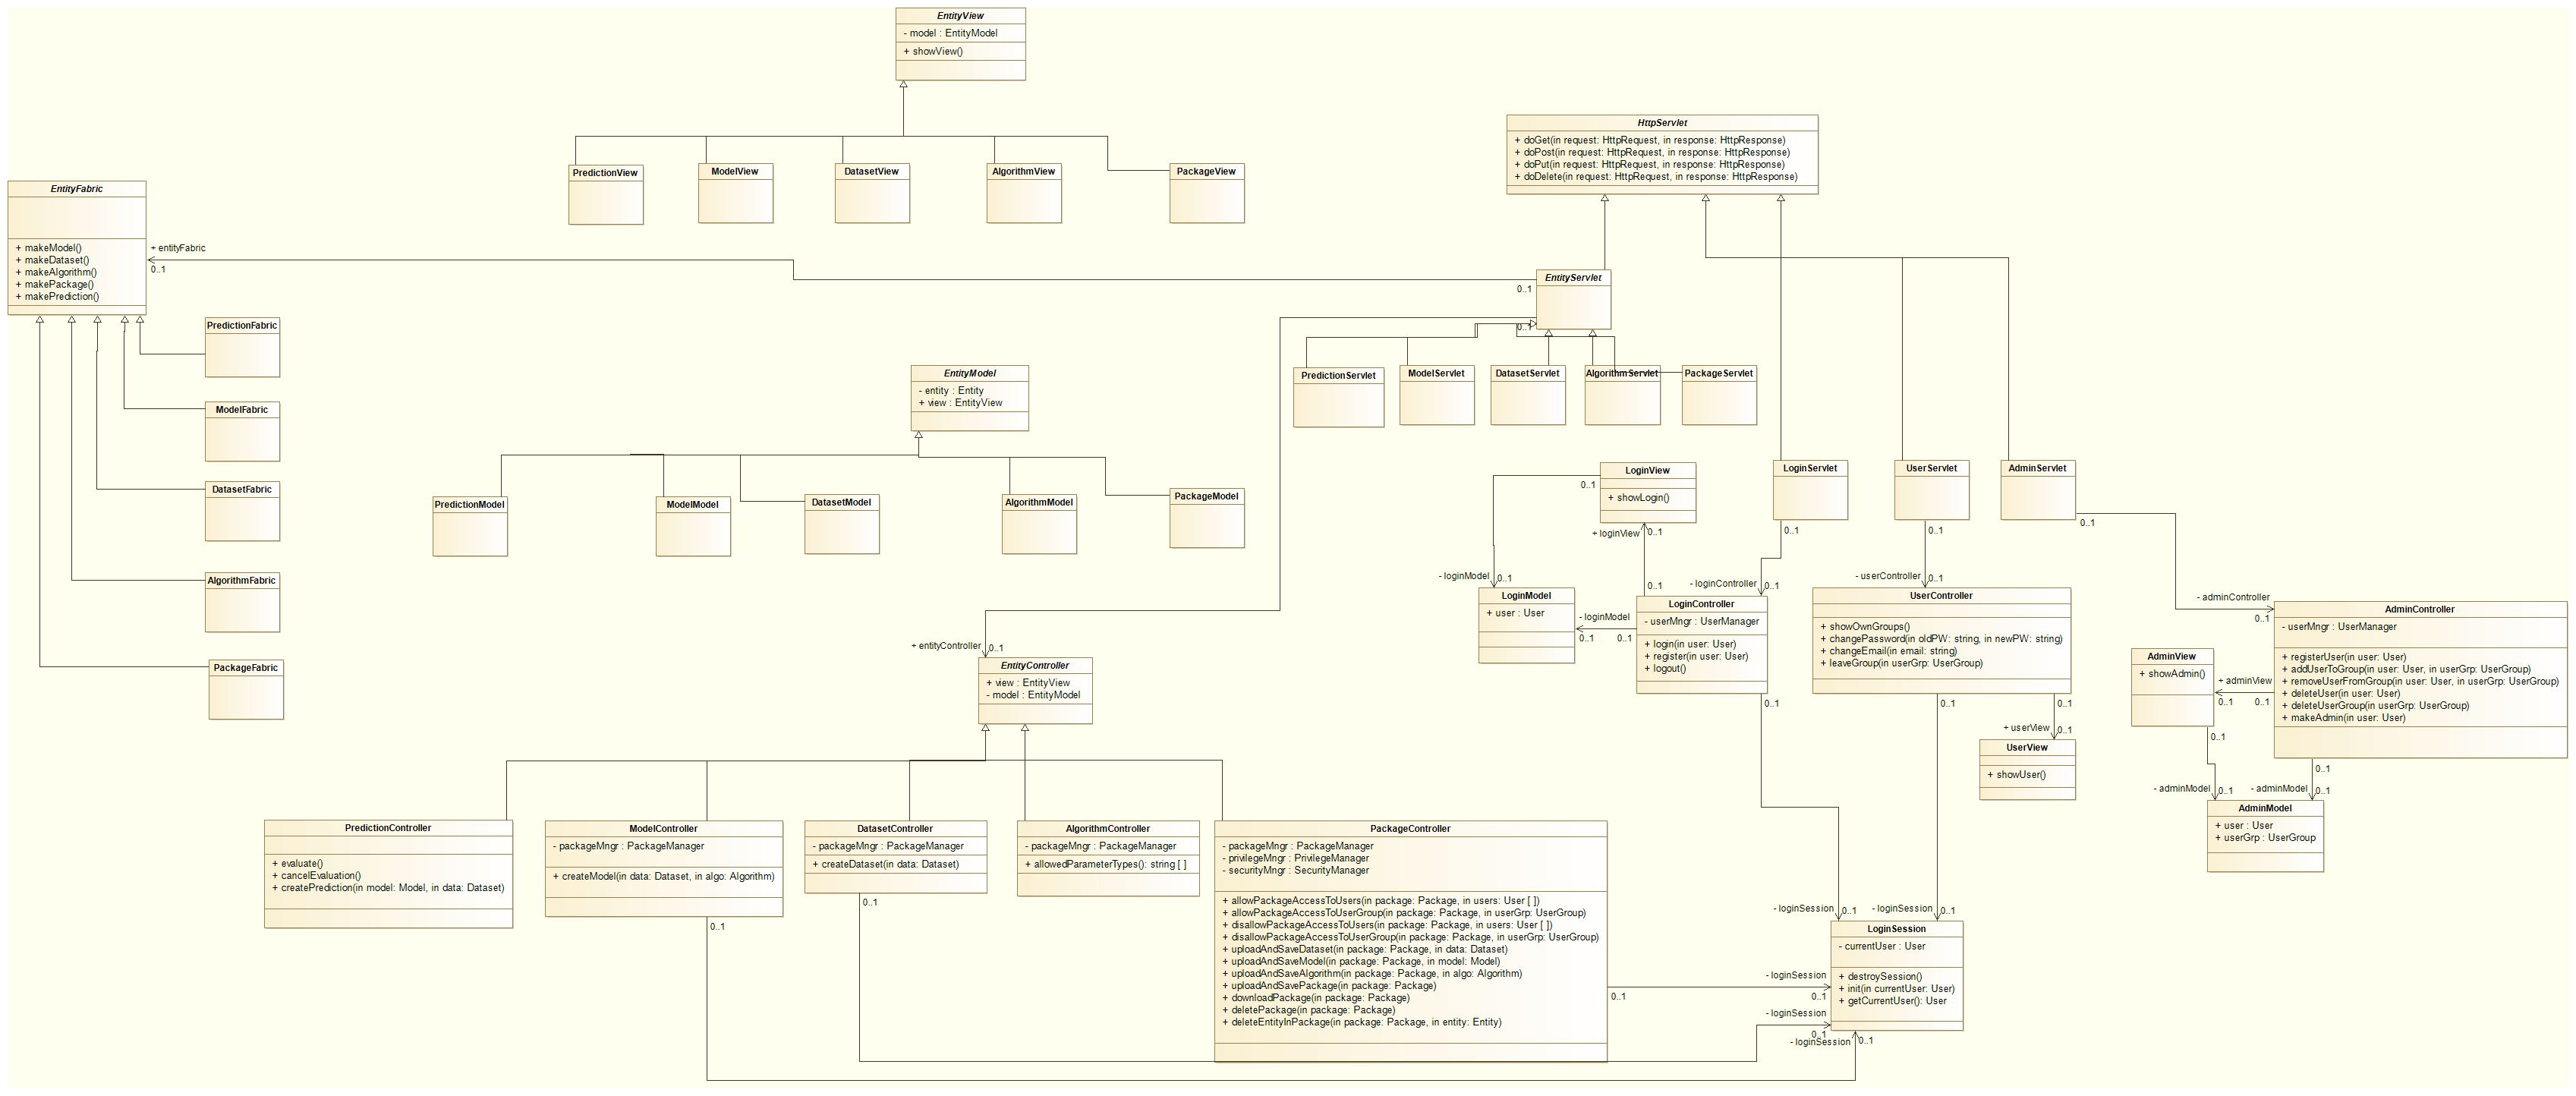 EntityView
- model : EntityModel
+ showView()
PredictionView
ModelView
DatasetView
AlgorithmView
PackageView
HttpServlet
+ doGet(in request: HttpRequest, in response: HttpResponse)
+ doPost(in request: HttpRequest, in response: HttpResponse)
+ doPut(in request: HttpRequest, in response: HttpResponse)
+ doDelete(in request: HttpRequest, in response: HttpResponse)
EntityFabric
+ makeModel()
+ makeDataset()
+ makeAlgorithm()
+ makePackage()
+ makePrediction()
+ entityFabric
0..1
EntityServlet
0..1
0..1
PredictionFabric
ModelFabric
DatasetFabric
AlgorithmFabric
PackageFabric
EntityModel
- entity : Entity
+ view : EntityView
PredictionServlet
ModelServlet
DatasetServlet
AlgorithmServlet
PackageServlet
PredictionModel
ModelModel
DatasetModel
AlgorithmModel
PackageModel
LoginView
+ showLogin()
0..1
+ loginView
0..1
LoginServlet
0..1
UserServlet
0..1
AdminServlet
0..1
- loginModel
0..1
LoginModel
+ user : User
- loginModel
0..1
0..1
0..1
- loginController
0..1
LoginController
- userMngr : UserManager
+ login(in user: User)
+ register(in user: User)
+ logout()
0..1
- userController
0..1
UserController
+ showOwnGroups()
+ changePassword(in oldPW: string, in newPW: string)
+ changeEmail(in email: string)
+ leaveGroup(in userGrp: UserGroup)
0..1
0..1
+ userView
0..1
UserView
+ showUser()
- adminController
0..1
AdminController
- userMngr : UserManager
+ registerUser(in user: User)
+ addUserToGroup(in user: User, in userGrp: UserGroup)
+ removeUserFromGroup(in user: User, in userGrp: UserGroup)
+ deleteUser(in user: User)
+ deleteUserGroup(in userGrp: UserGroup)
+ makeAdmin(in user: User)
AdminView
+ showAdmin()
+ adminView
0..1
0..1
0..1
0..1
- adminModel
0..1
- adminModel
0..1
AdminModel
+ user : User
+ userGrp : UserGroup
+ entityController
0..1
EntityController
+ view : EntityView
- model : EntityModel
PredictionController
+ evaluate()
+ cancelEvaluation()
+ createPrediction(in model: Model, in data: Dataset)
ModelController
- packageMngr : PackageManager
+ createModel(in data: Dataset, in algo: Algorithm)
0..1
DatasetController
- packageMngr : PackageManager
+ createDataset(in data: Dataset)
0..1
AlgorithmController
- packageMngr : PackageManager
+ allowedParameterTypes(): string [ ]
PackageController
- packageMngr : PackageManager
- privilegeMngr : PrivilegeManager
- securityMngr : SecurityManager
+ allowPackageAccessToUsers(in package: Package, in users: User [ ])
+ allowPackageAccessToUserGroup(in package: Package, in userGrp: UserGroup)
+ disallowPackageAccessToUsers(in package: Package, in users: User [ ])
+ disallowPackageAccessToUserGroup(in package: Package, in userGrp: UserGroup)
+ uploadAndSaveDataset(in package: Package, in data: Dataset)
+ uploadAndSaveModel(in package: Package, in model: Model)
+ uploadAndSaveAlgorithm(in package: Package, in algo: Algorithm)
+ uploadAndSavePackage(in package: Package)
+ downloadPackage(in package: Package)
+ deletePackage(in package: Package)
+ deleteEntityInPackage(in package: Package, in entity: Entity)
0..1
- loginSession
0..1
- loginSession
0..1
LoginSession
- currentUser : User
+ destroySession()
+ init(in currentUser: User)
+ getCurrentUser(): User
- loginSession
0..1
- loginSession
0..1
- loginSession
0..1